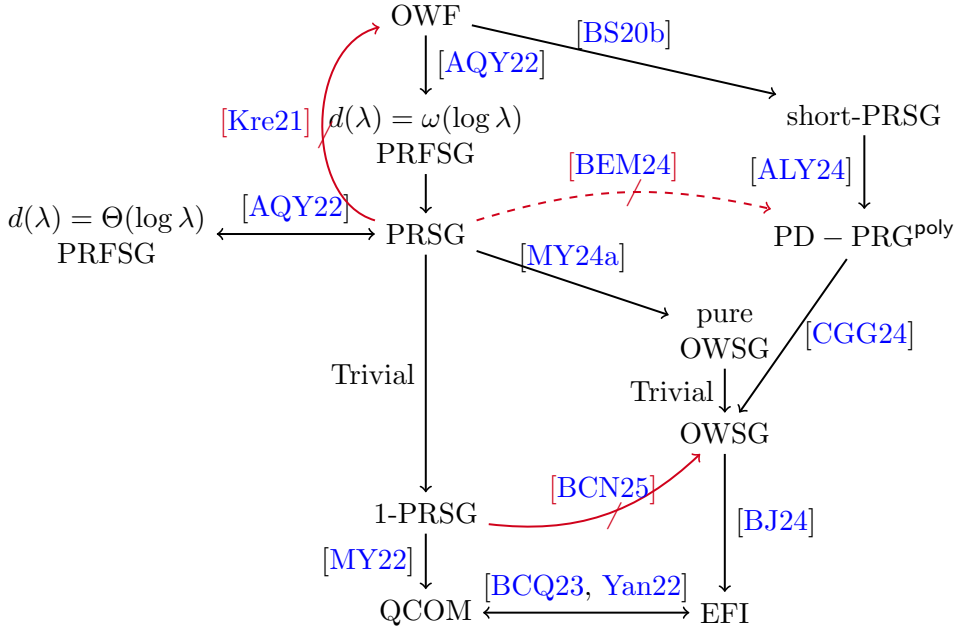 OWF
[BS20b]
[AQY22]
[Kre21]
d(λ) = ω(log λ)
PRFSG
short-PRSG
[BEM24]
[ALY24]
d(λ) = Θ(log λ)
PRFSG
[AQY22]
PRSG
PD − PRG^poly
[MY24a]
pure
OWSG
[CGG24]
Trivial
Trivial
OWSG
[BCN25]
1-PRSG
[BJ24]
[MY22]
[BCQ23, Yan22]
QCOM
EFI